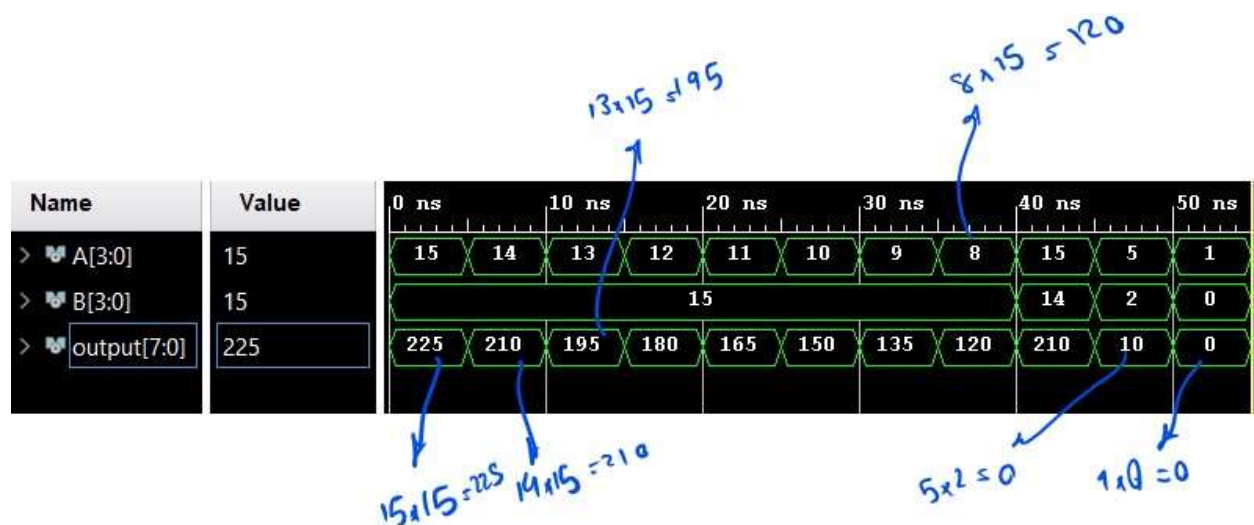 13x15 = 195
8x15 = 120
Name Value 0 ns 10 ns 20 ns 30 ns 40 ns 50 ns
A[3:0] 15 15 14 13 12 11 10 9 8 15 5 1
B[3:0] 15 15 14 2 0
output[7:0] 225 225 210 195 180 165 150 135 120 210 10 0
15x15=225
14x15=210
5x2=0
1x0=0